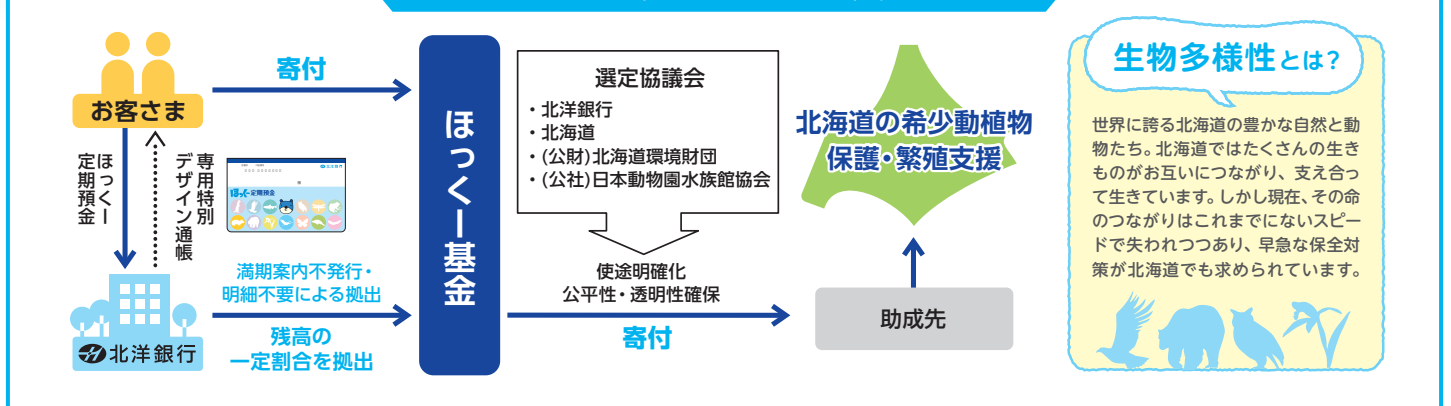 お客さま
寄付
ほっくー
定期預金
専用特別
デザイン通帳
北洋銀行
ほっくー定期預金
様
満期案内不発行・
明細不要による拠出
残高の
一定割合を拠出
北洋銀行
ほっくー基金
選定協議会
・北洋銀行
・北海道
・(公財)北海道環境財団
・(公社)日本動物園水族館協会
使途明確化
公平性・透明性確保
寄付
北海道の希少動植物
保護・繁殖支援
助成先
生物多様性とは?
世界に誇る北海道の豊かな自然と動
物たち。北海道ではたくさんの生き
ものがお互いにつながり、支え合っ
て生きています。しかし現在、その命
のつながりはこれまでにないスピー
ドで失われつつあり、早急な保全対
策が北海道でも求められています。